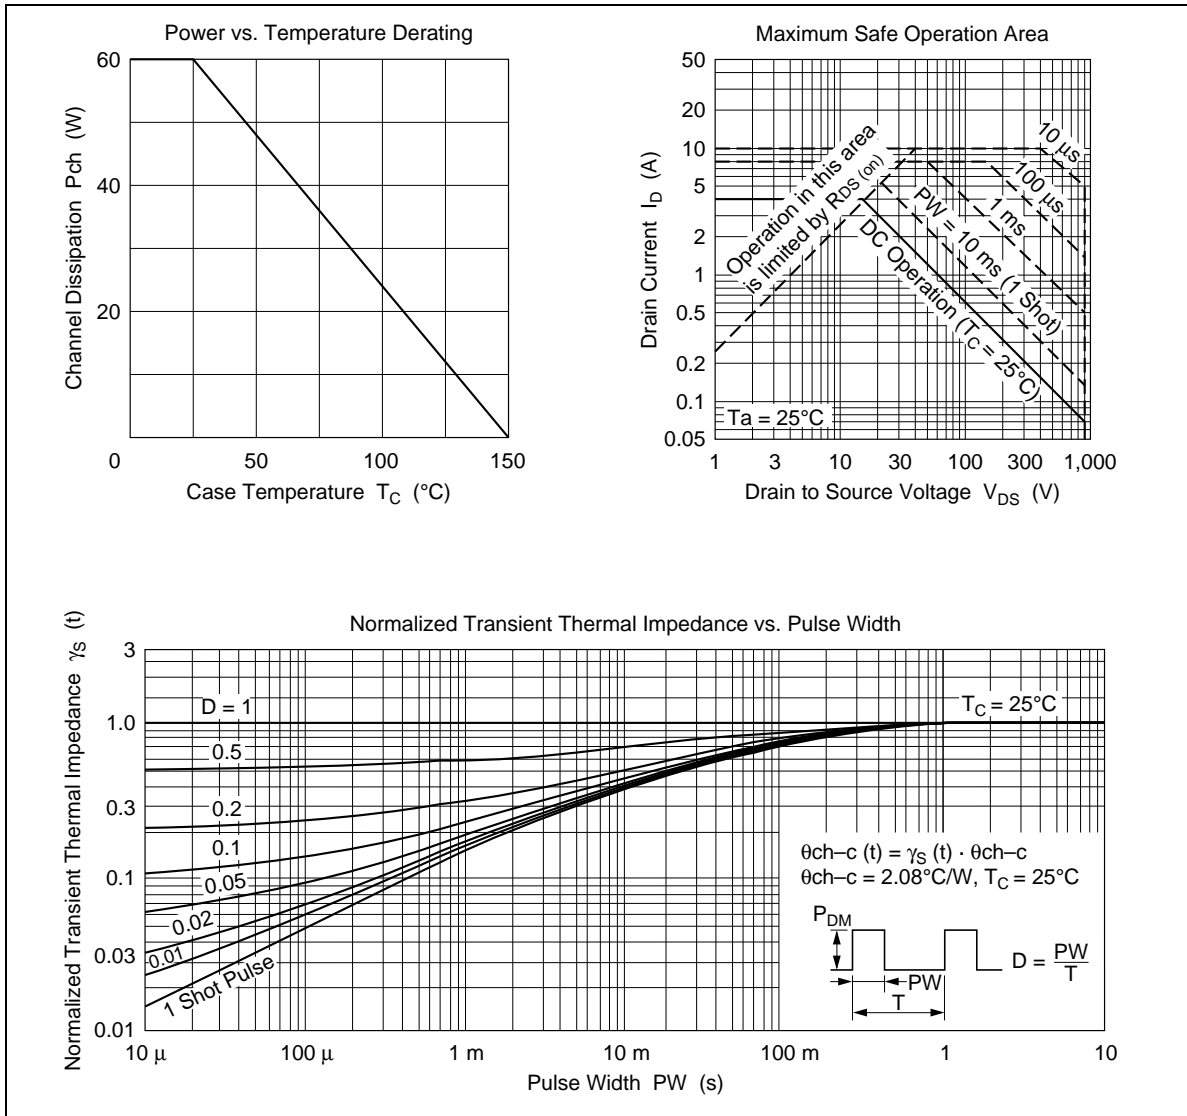 Power vs. Temperature Derating
Channel Dissipation Pch (W)
60
40
20
0 50 100 150
Case Temperature TC (°C)
Maximum Safe Operation Area
Drain Current ID (A)
50
20
10
5
2
1
0.5
0.2
0.1
0.05
Operation in this area
is limited by RDS (on)
10 μs
100 μs
1 ms
PW = 10 ms (1 Shot)
DC Operation (TC = 25°C)
Ta = 25°C
1 3 10 30 100 300 1,000
Drain to Source Voltage VDS (V)
Normalized Transient Thermal Impedance vs. Pulse Width
Normalized Transient Thermal Impedance γS (t)
3
1.0
0.3
0.1
0.03
0.01
D = 1
0.5
0.2
0.1
0.05
0.02
0.01
1 Shot Pulse
TC = 25°C
θch–c (t) = γS (t) · θch–c
θch–c = 2.08°C/W, TC = 25°C
PDM
PW
T
D = PW
T
10 μ 100 μ 1 m 10 m 100 m 1 10
Pulse Width PW (s)